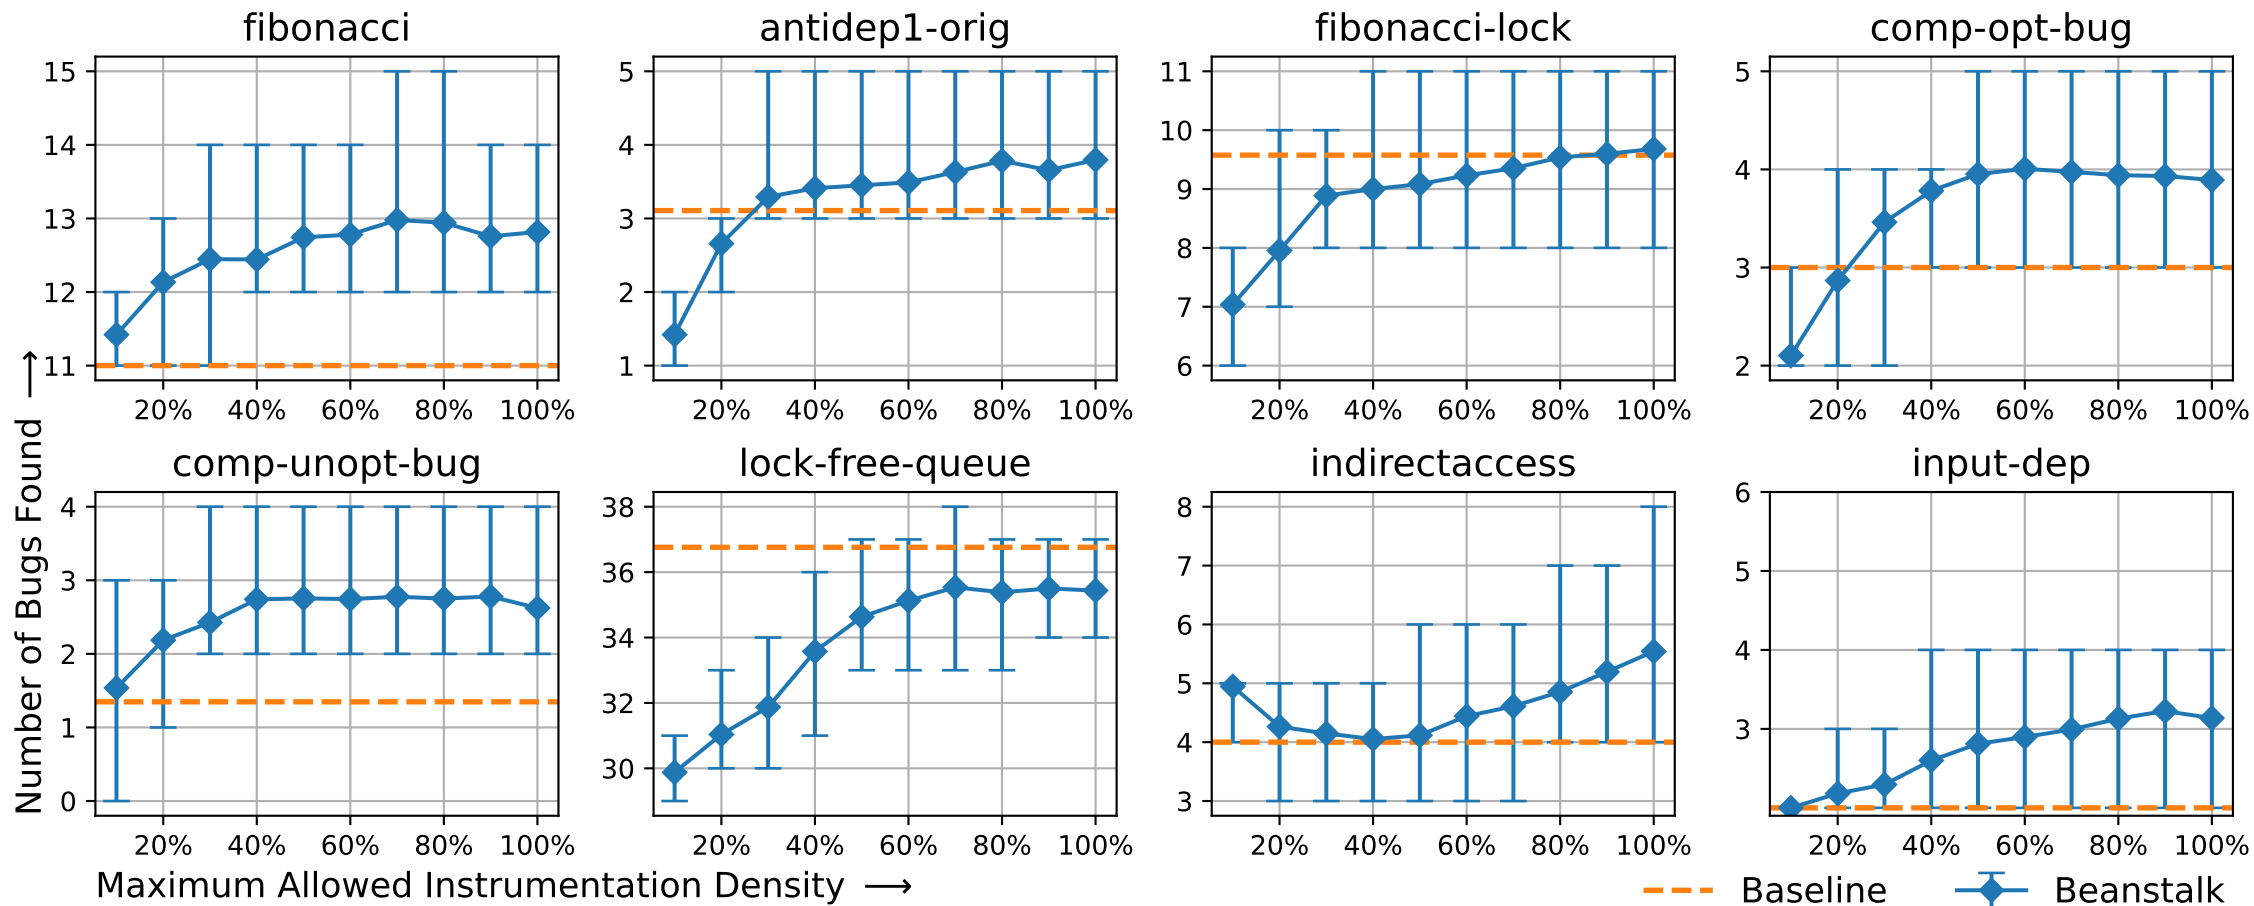 fibonacci
antidep1-orig
fibonacci-lock
comp-opt-bug
15
14
13
12
11
20% 40% 60% 80% 100%
5
4
3
2
1
20% 40% 60% 80% 100%
11
10
9
8
7
6
20% 40% 60% 80% 100%
5
4
3
2
20% 40% 60% 80% 100%
comp-unopt-bug
lock-free-queue
indirectaccess
input-dep
4
3
2
1
0
20% 40% 60% 80% 100%
38
36
34
32
30
20% 40% 60% 80% 100%
8
7
6
5
4
3
20% 40% 60% 80% 100%
6
5
4
3
20% 40% 60% 80% 100%
Number of Bugs Found ⟶
Maximum Allowed Instrumentation Density ⟶
Baseline
Beanstalk